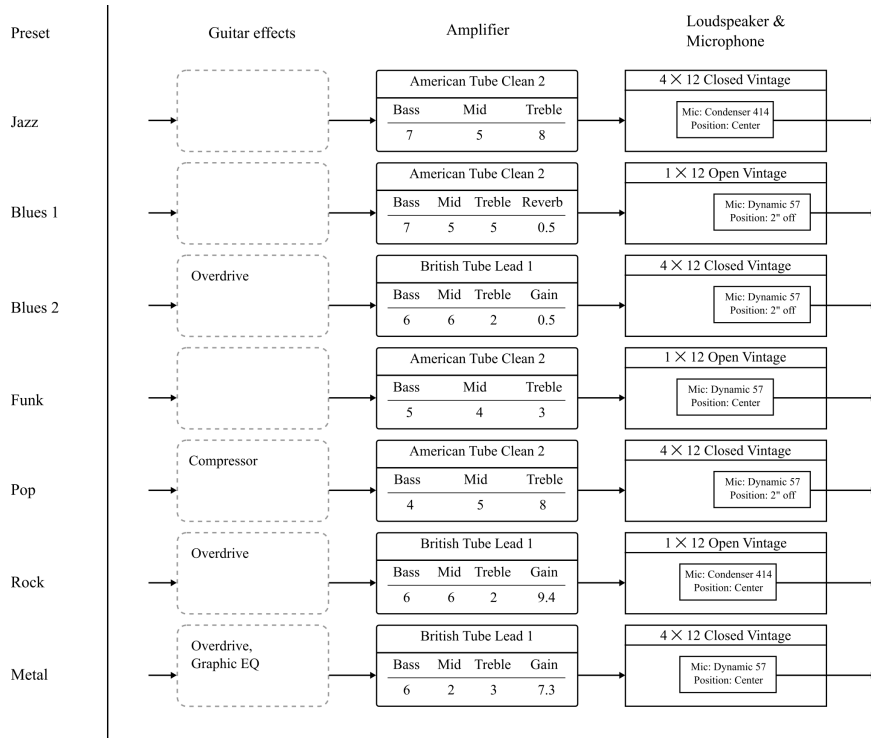 Preset
Guitar effects
Amplifier
Loudspeaker &
Microphone
Jazz
American Tube Clean 2
Bass Mid Treble
7 5 8
4 × 12 Closed Vintage
Mic: Condenser 414
Position: Center
Blues 1
American Tube Clean 2
Bass Mid Treble Reverb
7 5 5 0.5
1 × 12 Open Vintage
Mic: Dynamic 57
Position: 2" off
Blues 2
Overdrive
British Tube Lead 1
Bass Mid Treble Gain
6 6 2 0.5
4 × 12 Closed Vintage
Mic: Dynamic 57
Position: 2" off
Funk
American Tube Clean 2
Bass Mid Treble
5 4 3
1 × 12 Open Vintage
Mic: Dynamic 57
Position: Center
Pop
Compressor
American Tube Clean 2
Bass Mid Treble
4 5 8
4 × 12 Closed Vintage
Mic: Dynamic 57
Position: 2" off
Rock
Overdrive
British Tube Lead 1
Bass Mid Treble Gain
6 6 2 9.4
1 × 12 Open Vintage
Mic: Condenser 414
Position: Center
Metal
Overdrive,
Graphic EQ
British Tube Lead 1
Bass Mid Treble Gain
6 2 3 7.3
4 × 12 Closed Vintage
Mic: Dynamic 57
Position: Center